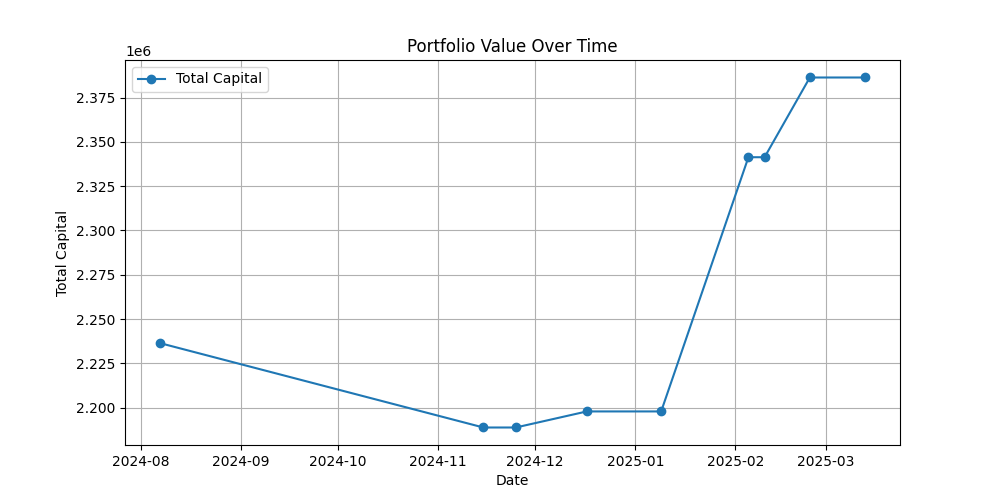 Portfolio Value Over Time
1e6
Total Capital
2.375
2.350
2.325
2.300
2.275
2.250
2.225
2.200
Total Capital
2024-08 2024-09 2024-10 2024-11 2024-12 2025-01 2025-02 2025-03
Date